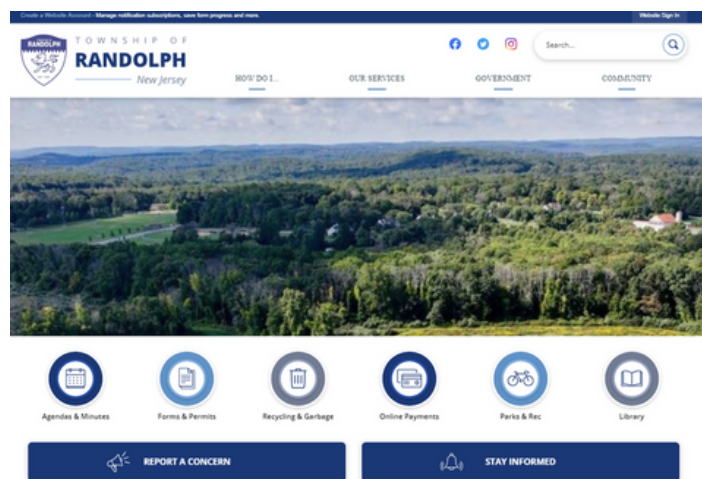 Create a Website Account - Manage notification subscriptions, save form progress and more.
Website Sign In
RANDOLPH
TOWNSHIP OF
RANDOLPH
New Jersey
Search...
HOW DO I...
OUR SERVICES
GOVERNMENT
COMMUNITY
Agendas & Minutes
Forms & Permits
Recycling & Garbage
Online Payments
Parks & Rec
Library
REPORT A CONCERN
STAY INFORMED